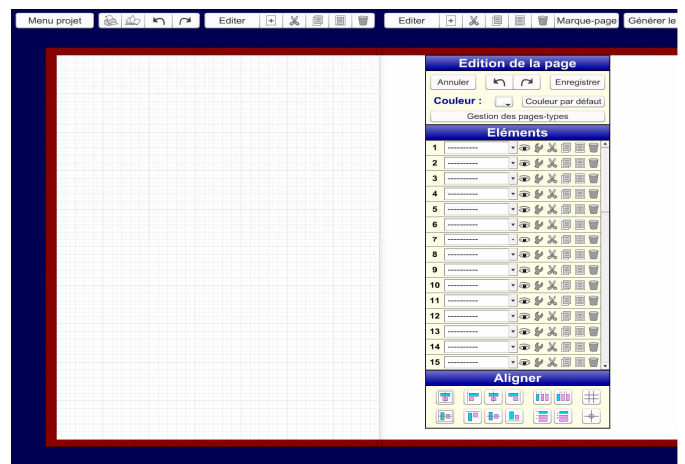 Menu projet Editer Editer Marque-page Générer le
Edition de la page
Annuler Enregistrer
Couleur : Couleur par défaut
Gestion des pages-types
Eléments
1 ----------
2 ----------
3 ----------
4 ----------
5 ----------
6 ----------
7 ----------
8 ----------
9 ----------
10 ----------
11 ----------
12 ----------
13 ----------
14 ----------
15 ----------
Aligner